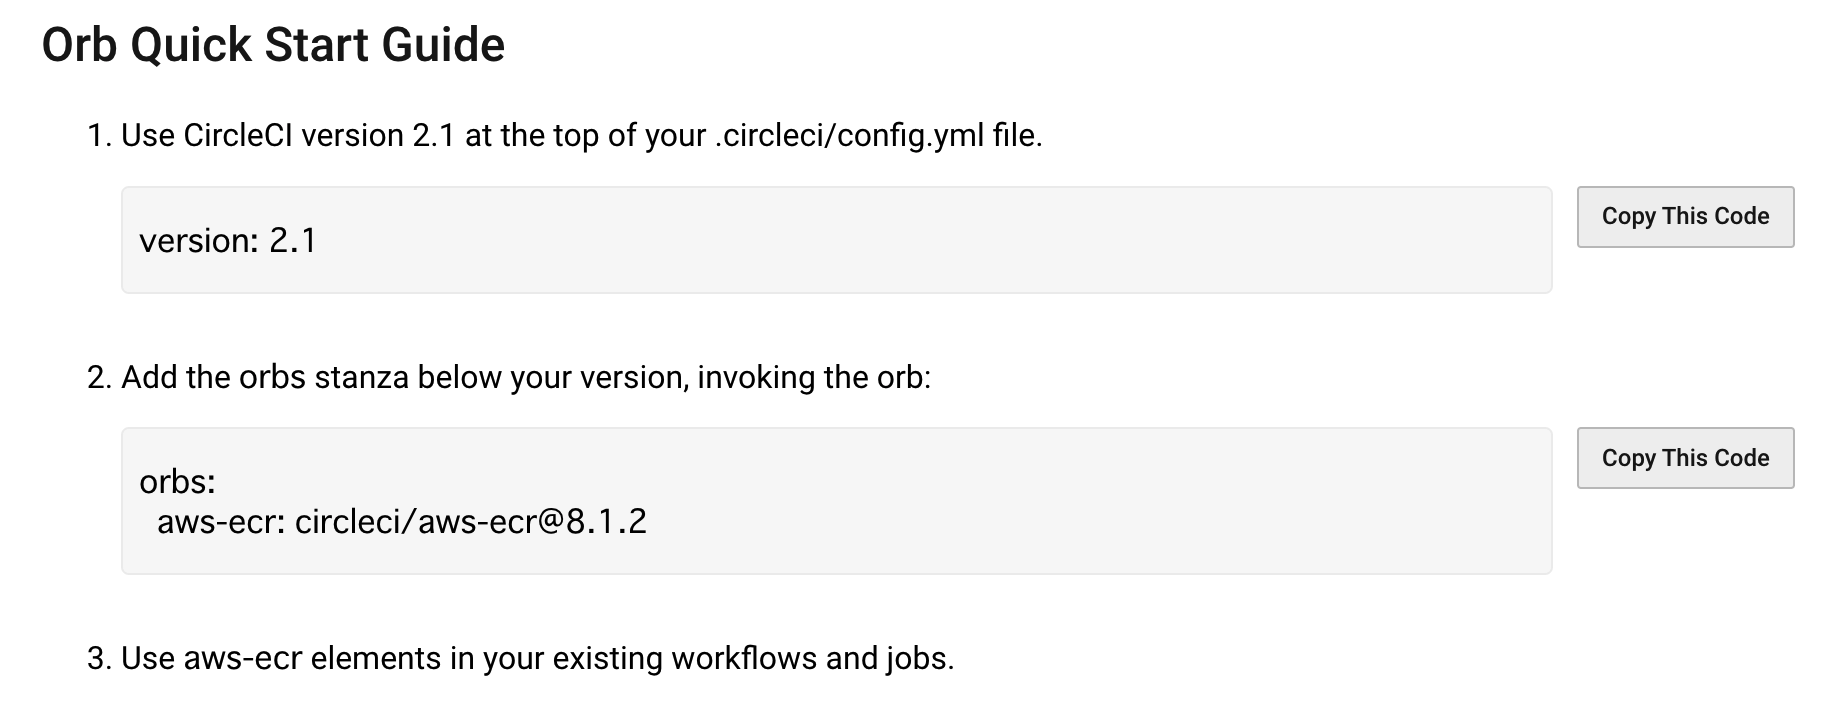 Orb Quick Start Guide
1. Use CircleCI version 2.1 at the top of your .circleci/config.yml file.
version: 2.1
Copy This Code
2. Add the orbs stanza below your version, invoking the orb:
orbs:
  aws-ecr: circleci/aws-ecr@8.1.2
Copy This Code
3. Use aws-ecr elements in your existing workflows and jobs.